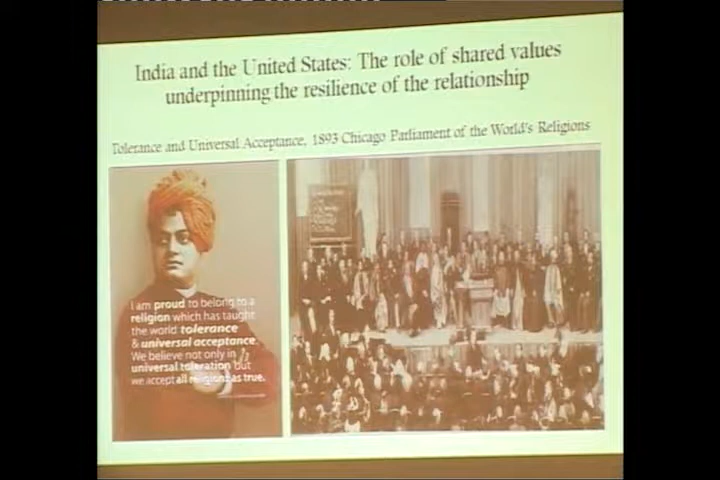 India and the United States: The role of shared values
underpinning the resilience of the relationship
Tolerance and Universal Acceptance, 1893 Chicago Parliament of the World's Religions
I am proud to belong to a
religion which has taught
the world tolerance
& universal acceptance.
We believe not only in
universal toleration but
we accept all religions as true.